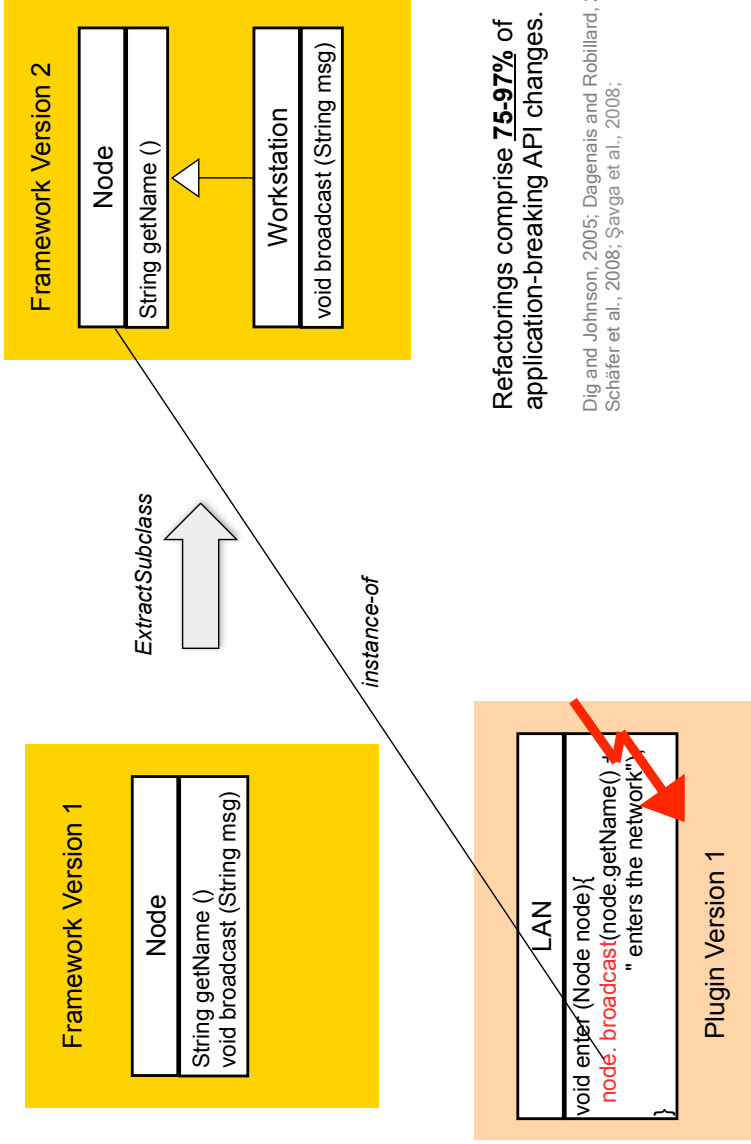 Framework Version 1
Node
String getName ()
void broadcast (String msg)
ExtractSubclass
Framework Version 2
Node
String getName ()
Workstation
void broadcast (String msg)
instance-of
LAN
void enter (Node node){
node. broadcast(node.getName() +
" enters the network");
}
Plugin Version 1
Refactorings comprise 75-97% of
application-breaking API changes.
Dig and Johnson, 2005; Dagenais and Robillard,
Schäfer et al., 2008; Şavga et al., 2008;